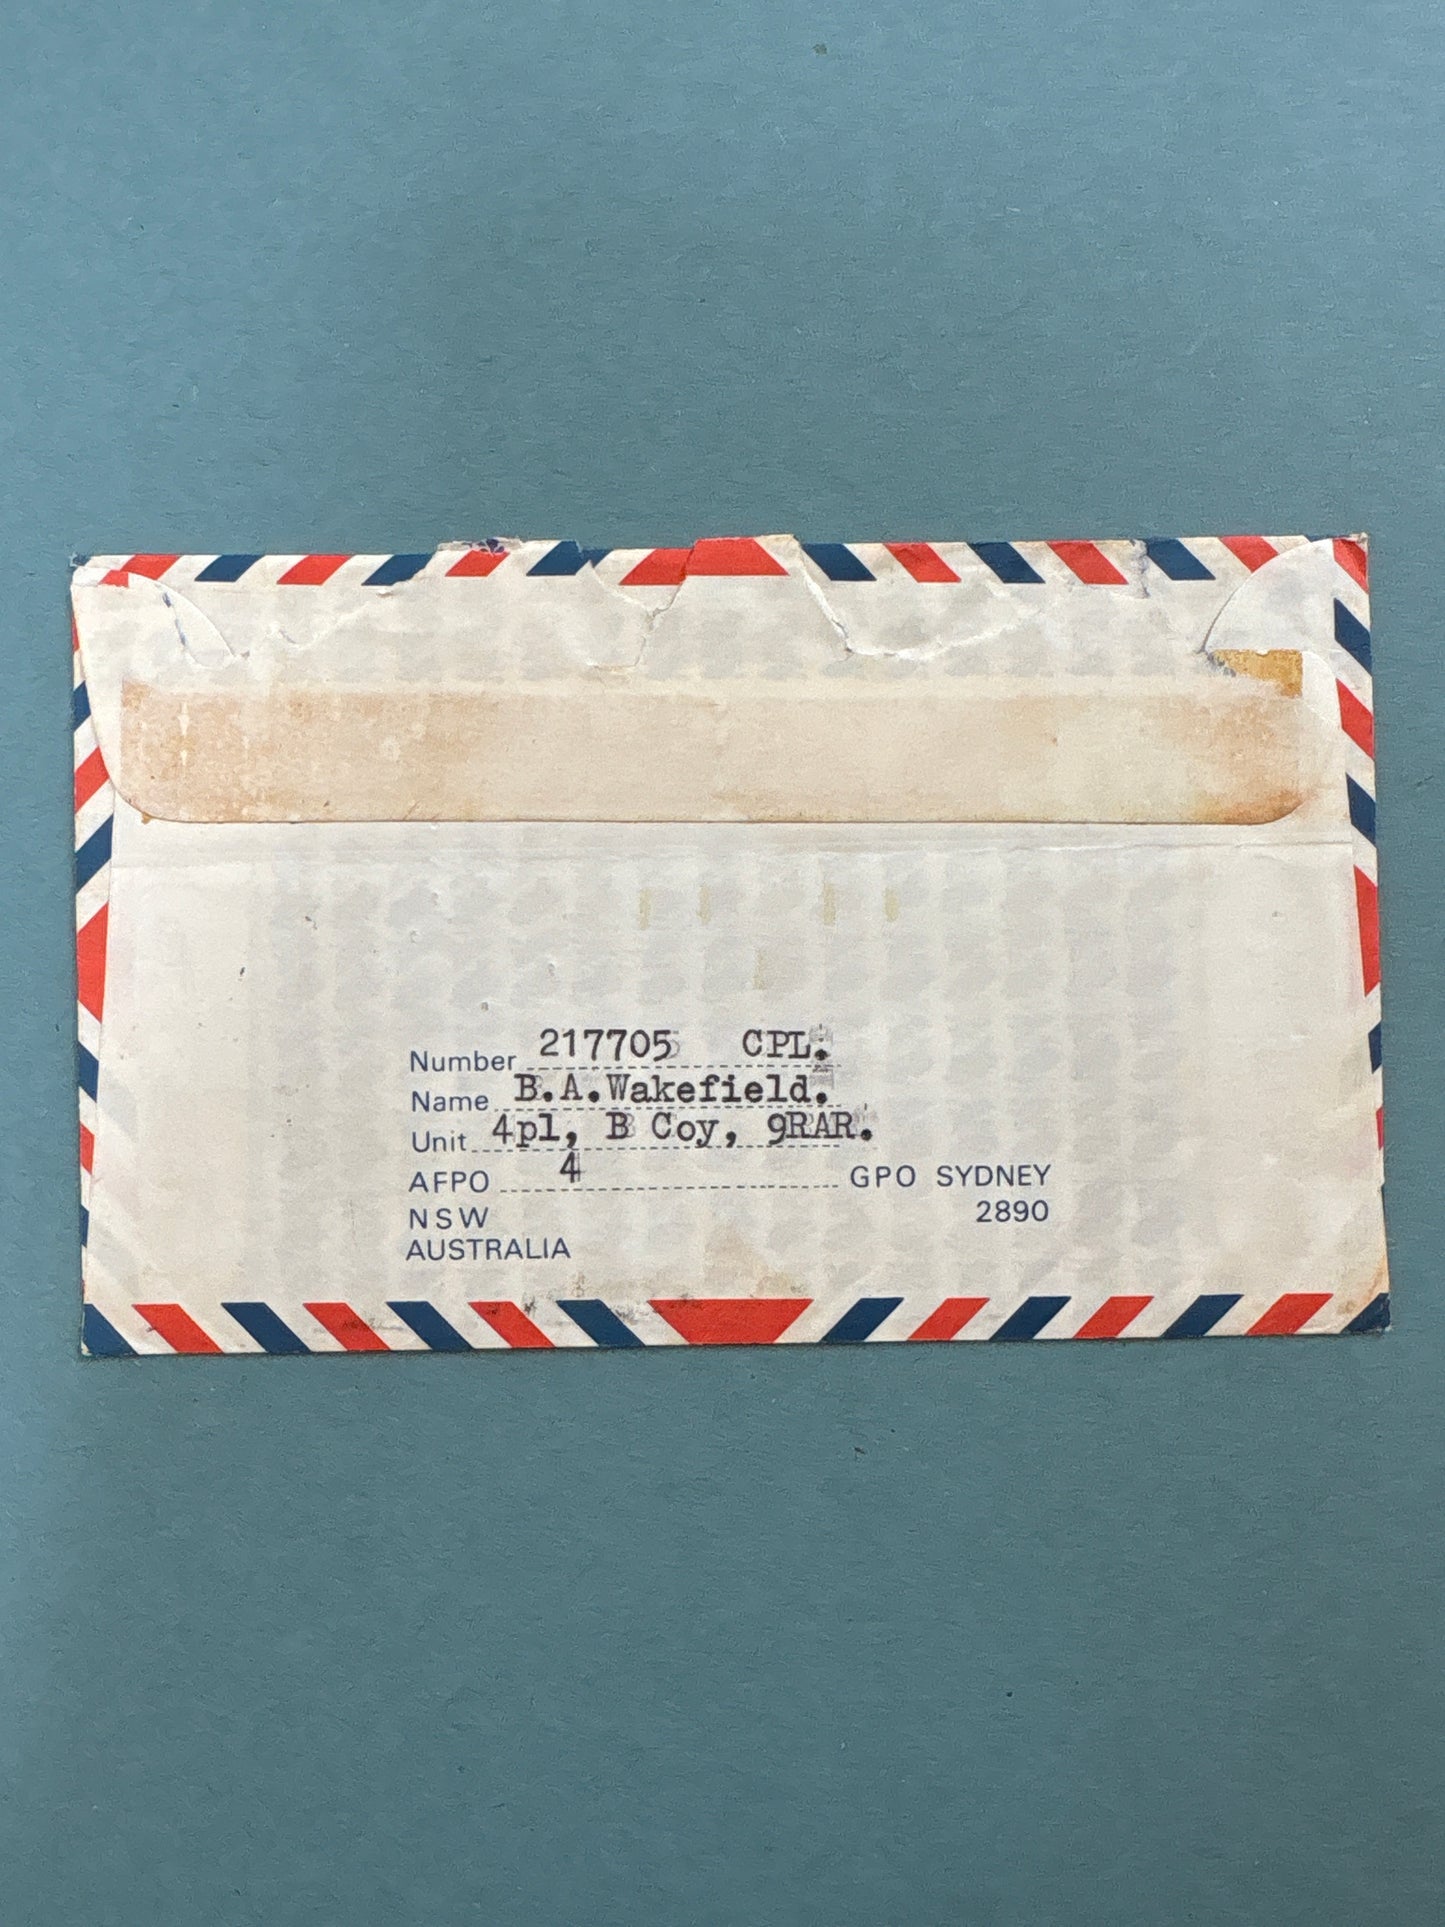 Number 217705 CPL.
Name B.A.Wakefield.
Unit 4pl, B Coy, 9RAR.
AFPO 4 GPO SYDNEY
NSW 2890
AUSTRALIA